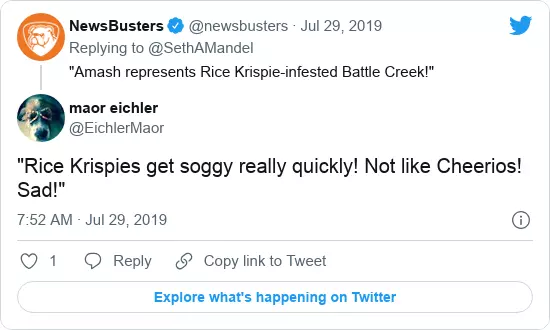 NewsBusters @newsbusters · Jul 29, 2019
Replying to @SethAMandel
"Amash represents Rice Krispie-infested Battle Creek!"
maor eichler
@EichlerMaor
"Rice Krispies get soggy really quickly! Not like Cheerios!
Sad!"
7:52 AM · Jul 29, 2019
1 Reply Copy link to Tweet
Explore what's happening on Twitter